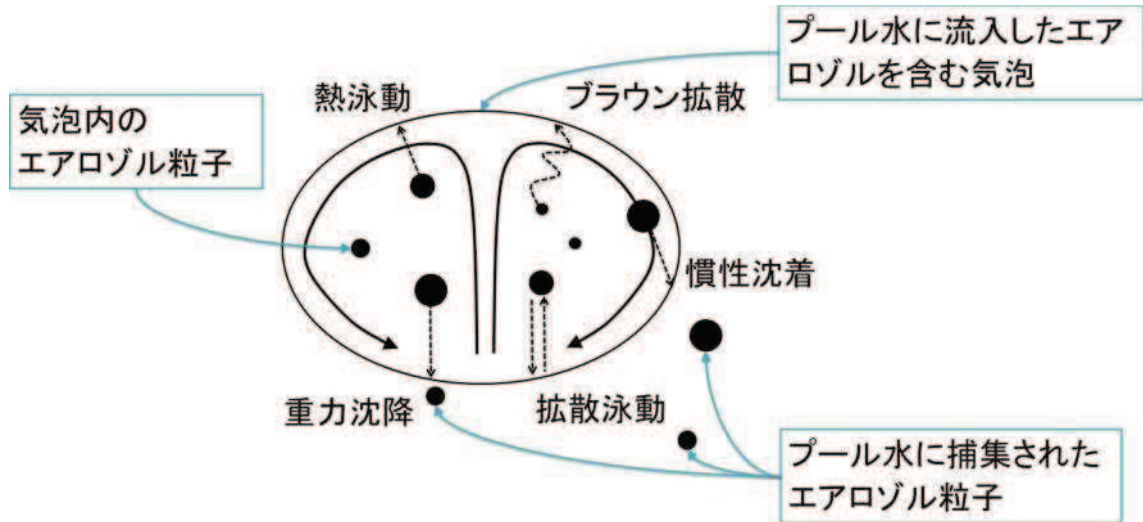 プール水に流入したエア
ロゾルを含む気泡
熱泳動
ブラウン拡散
気泡内の
エアロゾル粒子
慣性沈着
重力沈降
拡散泳動
プール水に捕集された
エアロゾル粒子